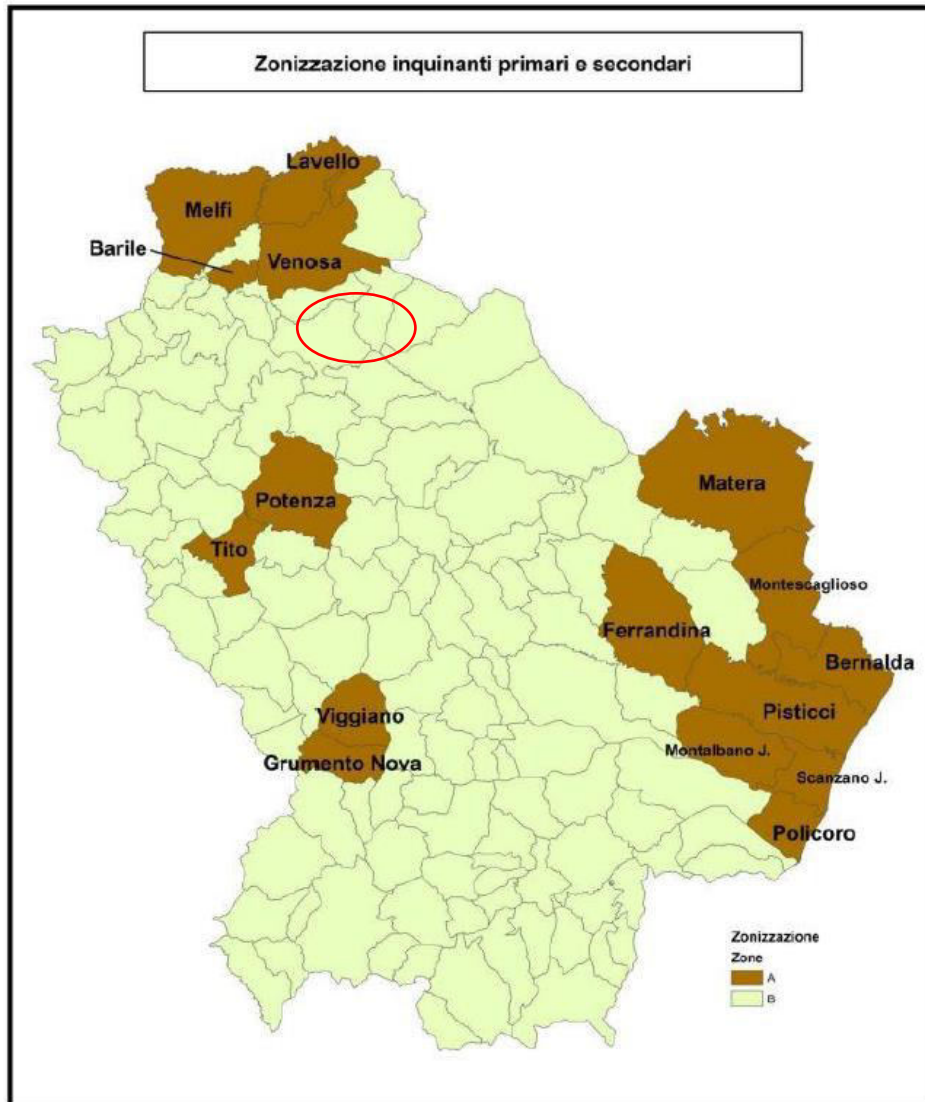 Zonizzazione inquinanti primari e secondari
Lavello
Melfi
Barile
Venosa
Matera
Potenza
Tito
Montescaglioso
Ferrandina
Bernalda
Viggiano
Pisticci
Grumento Nova
Montalbano J.
Scanzano J.
Policoro
Zonizzazione
Zone
A
B